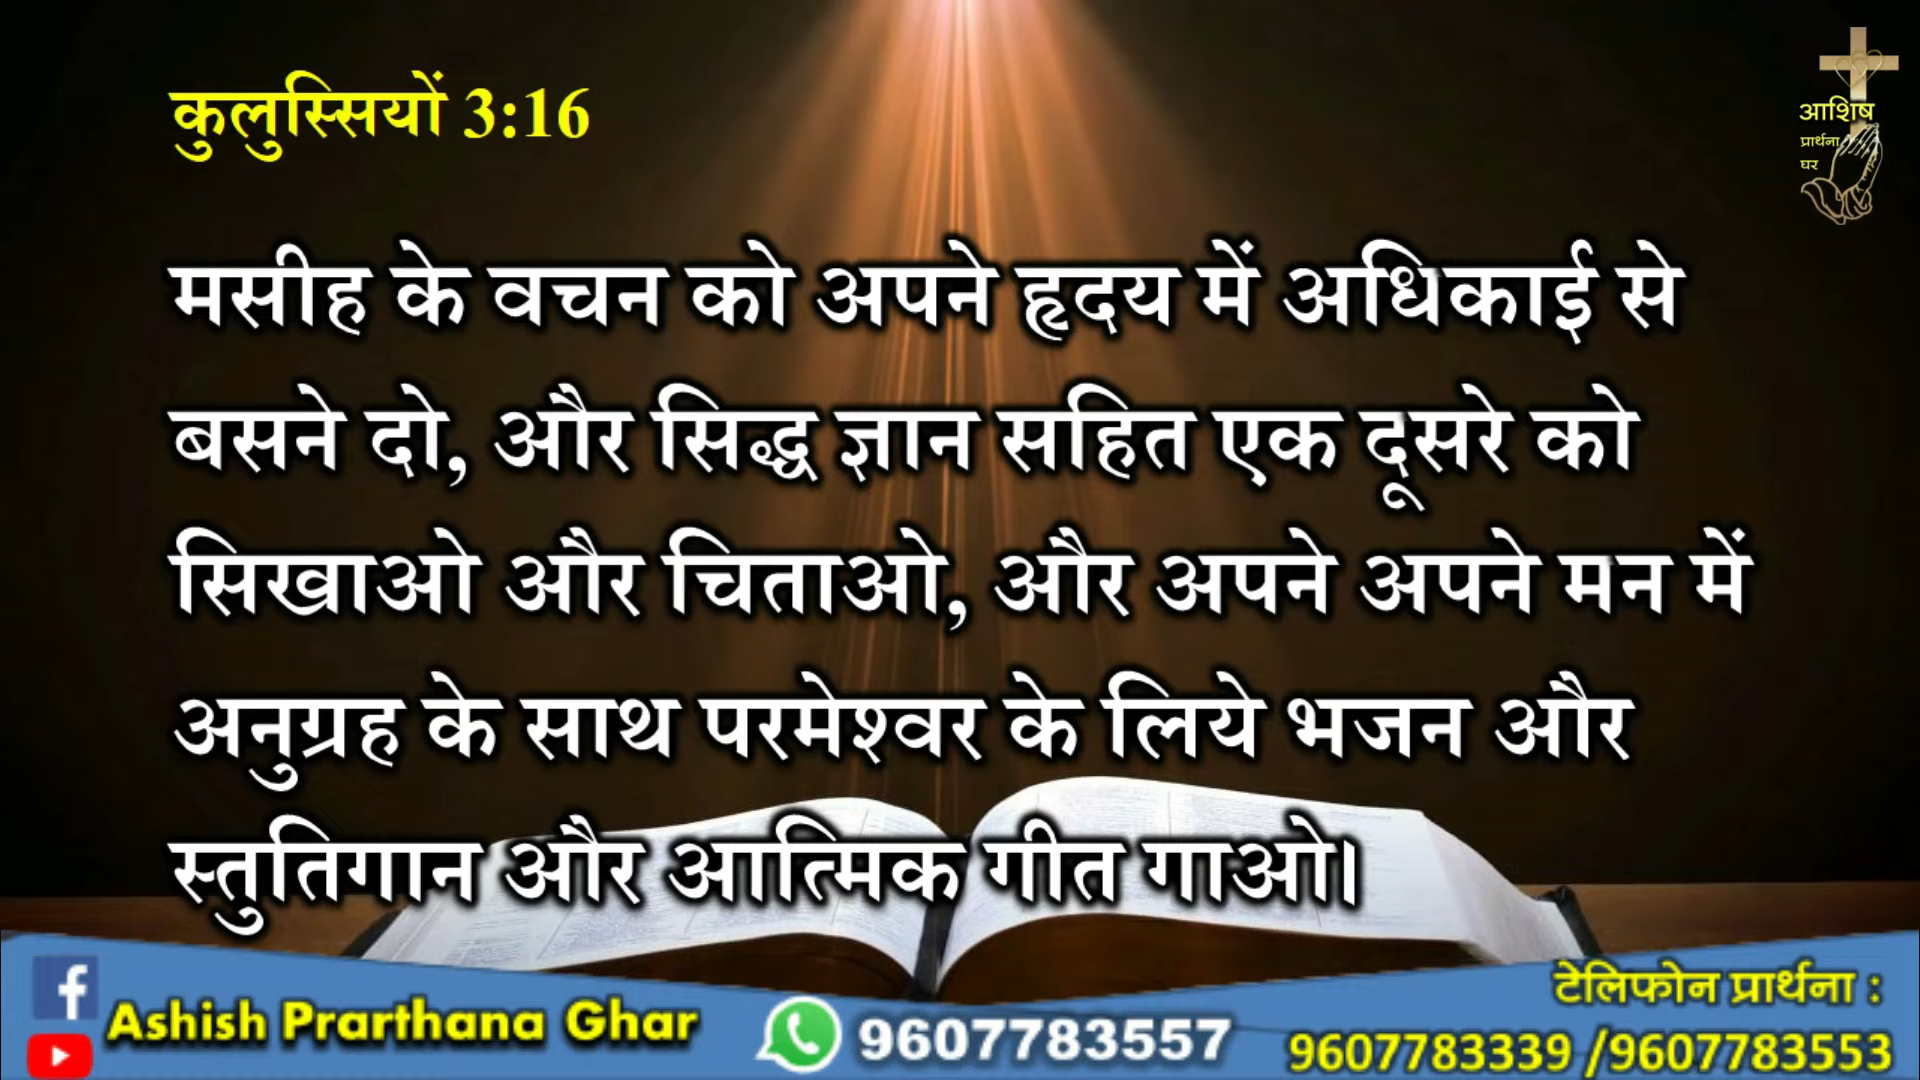 कुलुस्सियों 3:16
आशिष
प्रार्थना
घर
मसीह के वचन को अपने हृदय में अधिकाई से
बसने दो, और सिद्ध ज्ञान सहित एक दूसरे को
सिखाओ और चिताओ, और अपने अपने मन में
अनुग्रह के साथ परमेश्वर के लिये भजन और
स्तुतिगान और आत्मिक गीत गाओ।
Ashish Prarthana Ghar
9607783557
टेलिफोन प्रार्थना :
9607783339 /9607783553